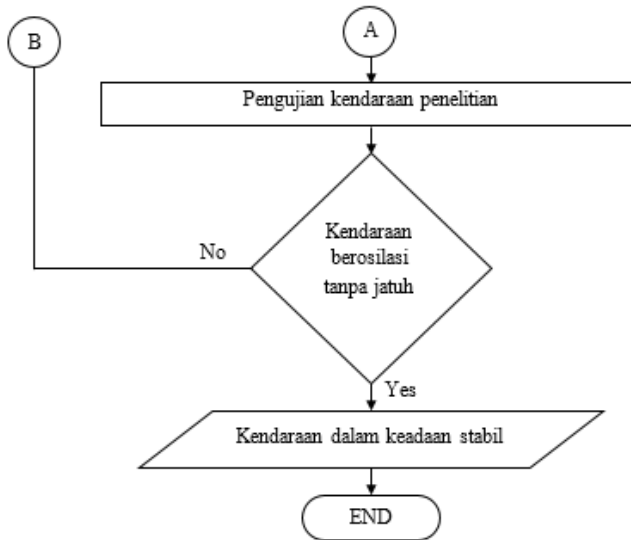 B
A
Pengujian kendaraan penelitian
Kendaraan
berosilasi
tanpa jatuh
No
Yes
Kendaraan dalam keadaan stabil
END